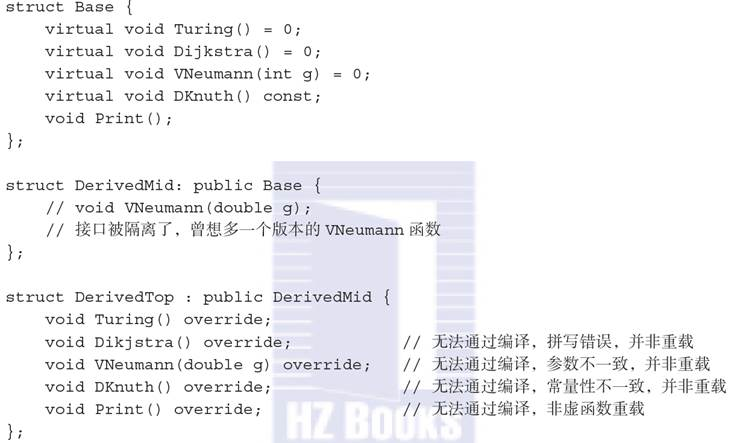 struct Base {
    virtual void Turing() = 0;
    virtual void Dijkstra() = 0;
    virtual void VNeumann(int g) = 0;
    virtual void DKnuth() const;
    void Print();
};
struct DerivedMid: public Base {
    // void VNeumann(double g);
    // 接口被隔离了，曾想多一个版本的 VNeumann 函数
};
struct DerivedTop : public DerivedMid {
    void Turing() override;
    void Dikjstra() override;           // 无法通过编译，拼写错误，并非重载
    void VNeumann(double g) override;   // 无法通过编译，参数不一致，并非重载
    void DKnuth() override;             // 无法通过编译，常量性不一致，并非重载
    void Print() override;              // 无法通过编译，非虚函数重载
};
HZ BOOKS